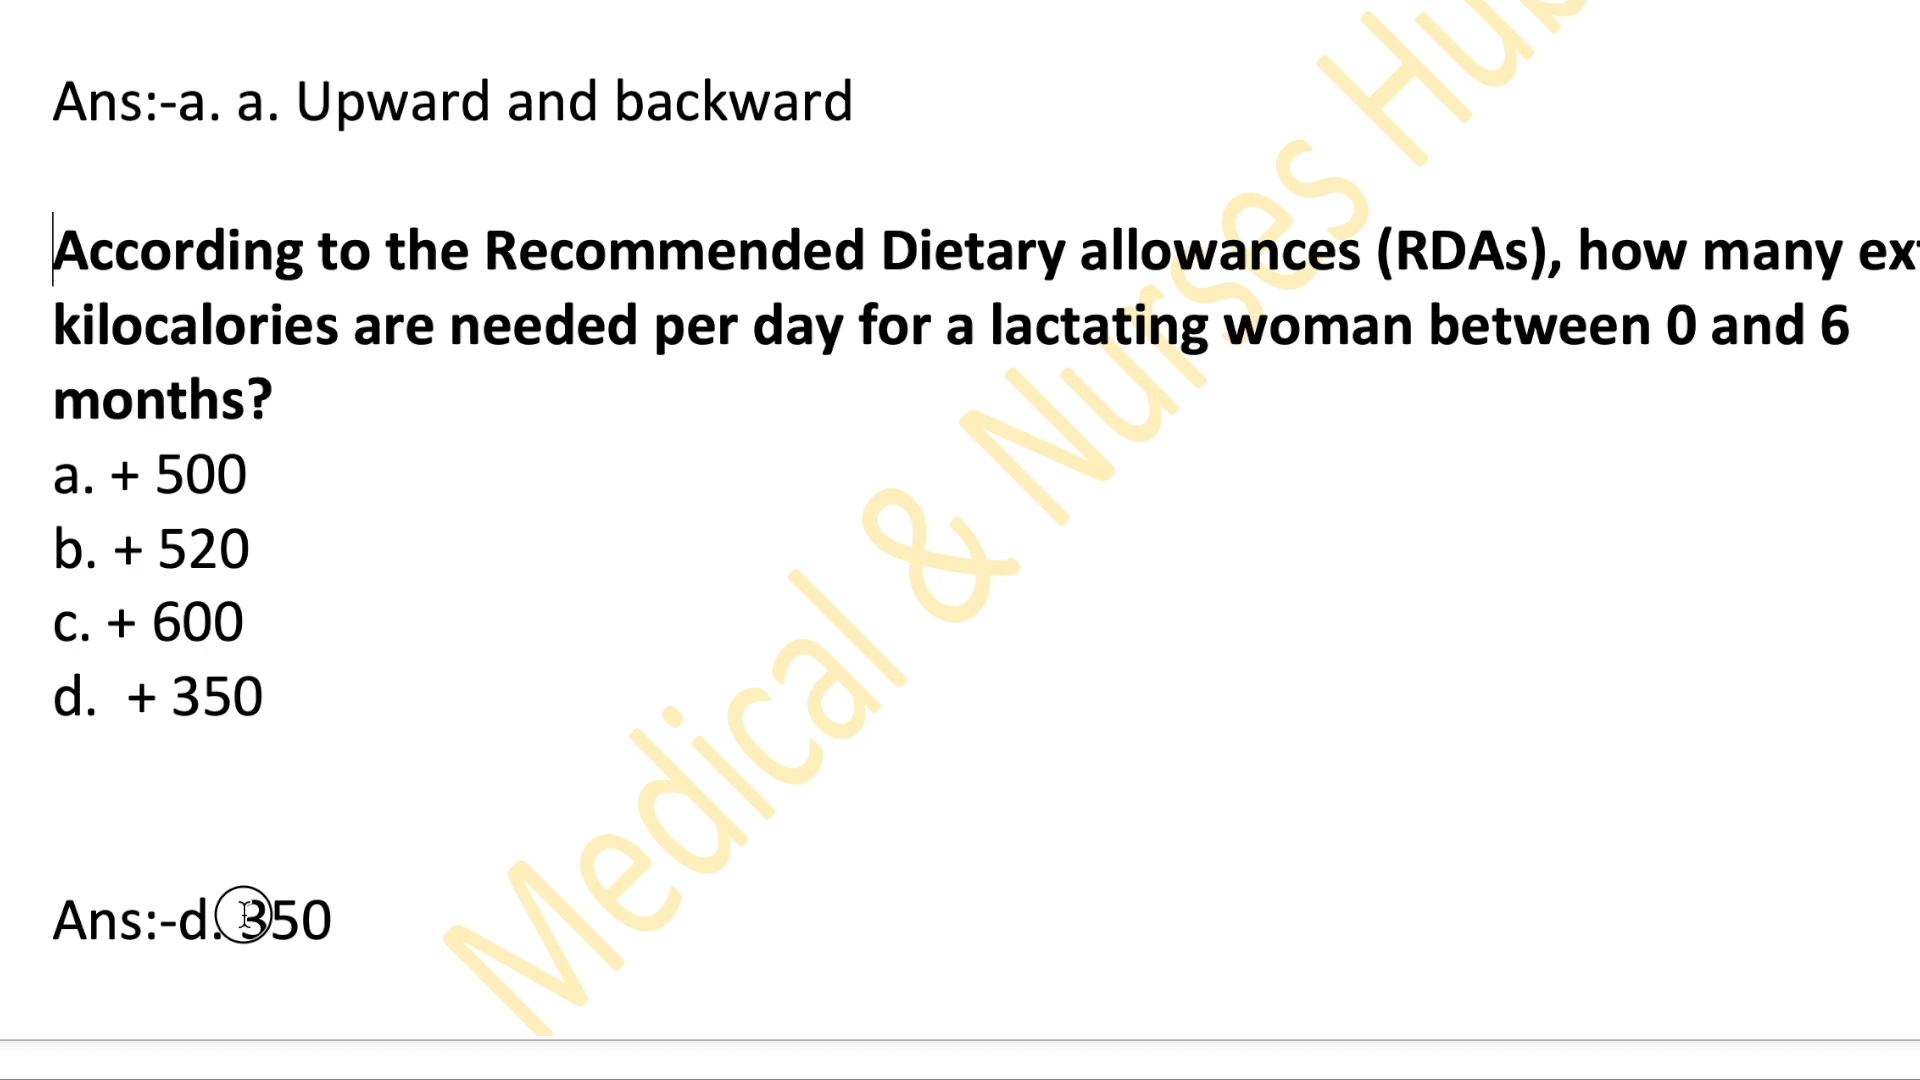 Ans:-a. a. Upward and backward
According to the Recommended Dietary allowances (RDAs), how many
kilocalories are needed per day for a lactating woman between 0 and 6
months?
a. + 500
b. + 520
c. + 600
d. + 350
Ans:-d. 350
Medical & Nurses Hub